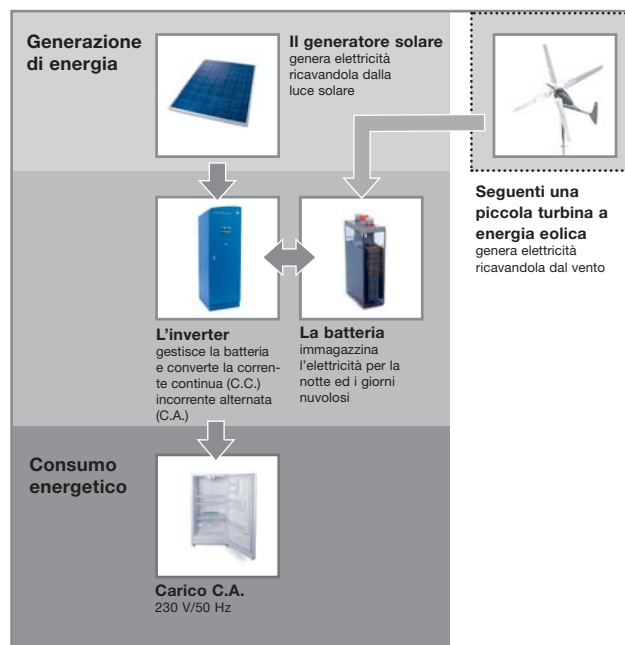 Generazione
di energia
Il generatore solare
genera elettricità
ricavandola dalla
luce solare
Seguenti una
piccola turbina a
energia eolica
genera elettricità
ricavandola dal vento
L’inverter
gestisce la batteria
e converte la corren-
te continua (C.C.)
incorrente alternata
(C.A.)
La batteria
immagazzina
l’elettricità per la
notte ed i giorni
nuvolosi
Consumo
energetico
Carico C.A.
230 V/50 Hz